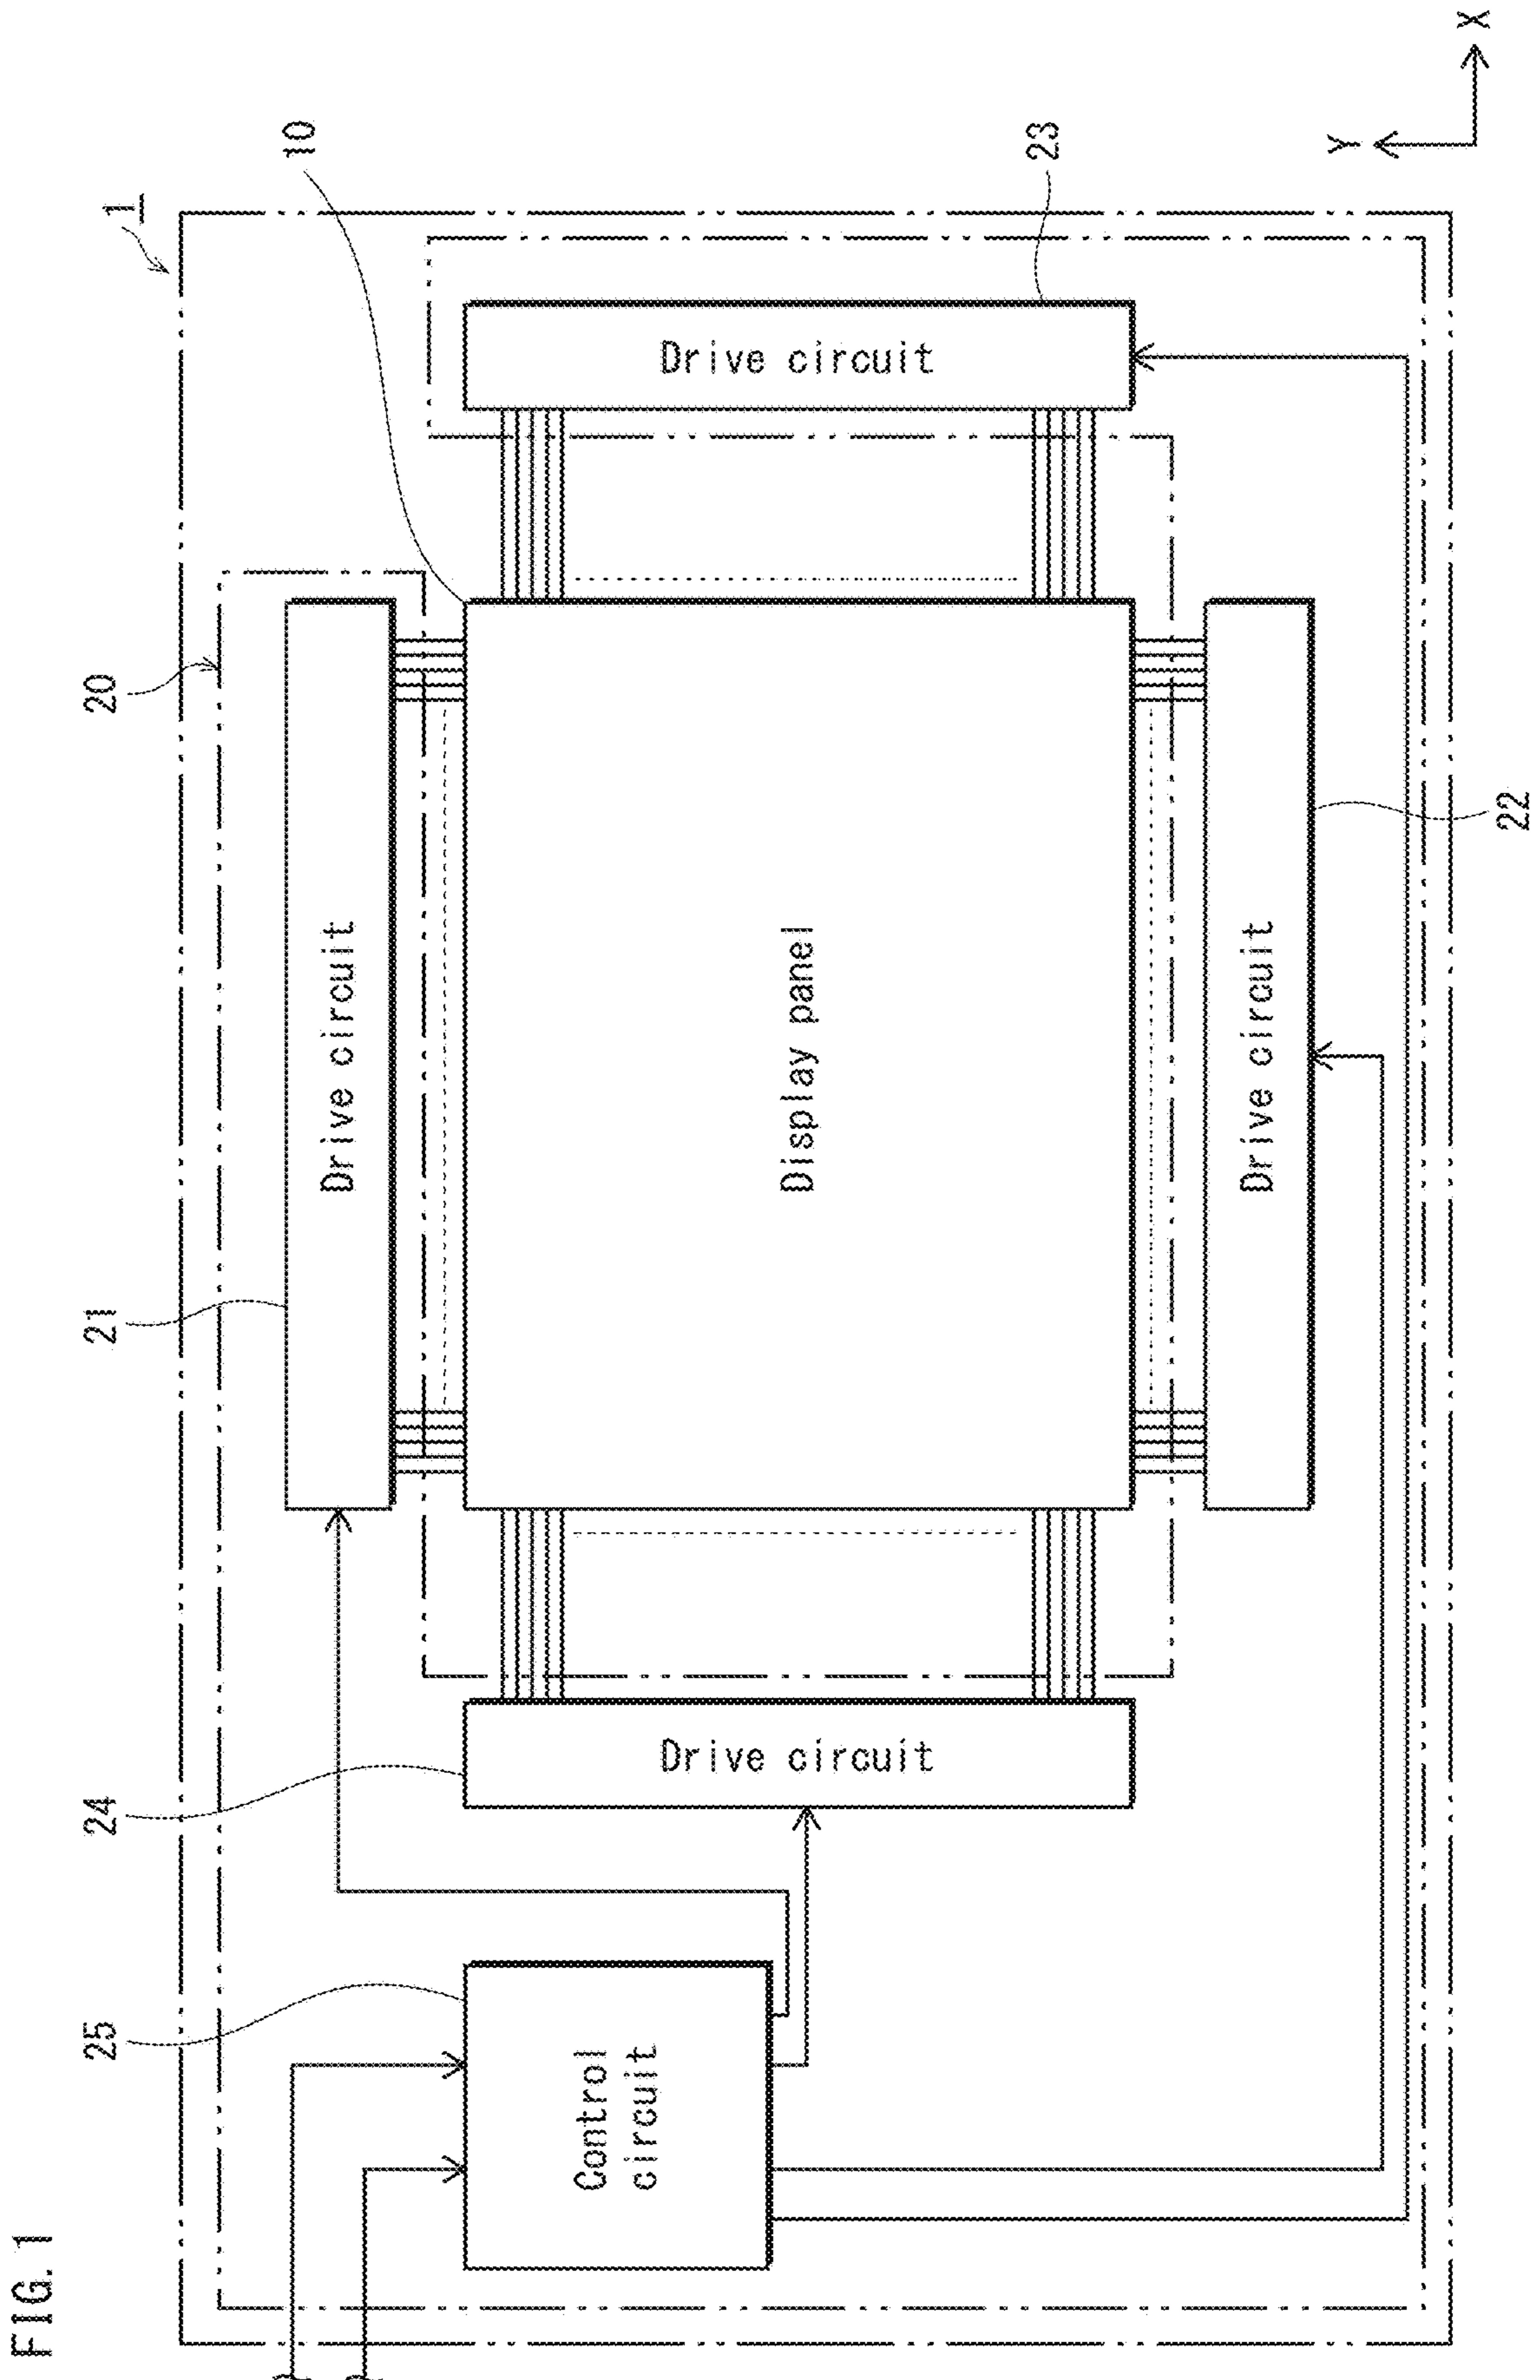 FIG. 1
1
10
20
21
Drive circuit
24
Drive circuit
25
Control
circuit
Display panel
Drive circuit
23
Drive circuit
22
Y
X